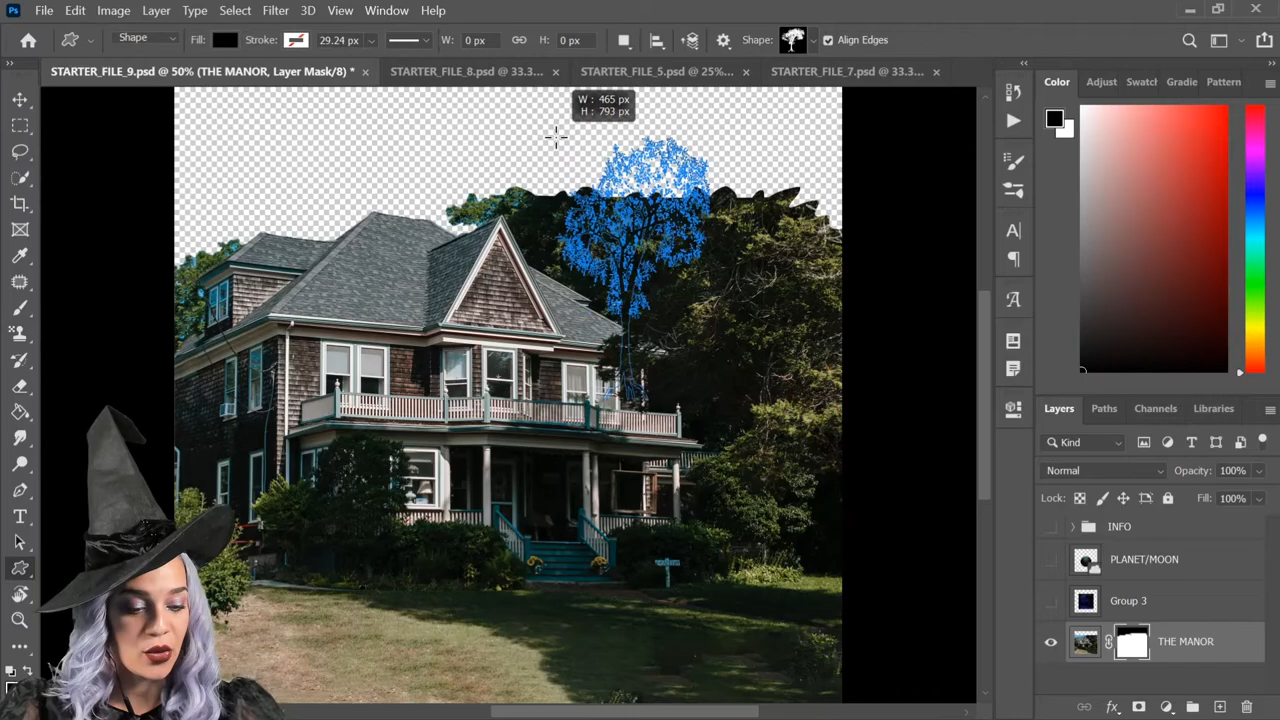 Ps File Edit Image Layer Type Select Filter 3D View Window Help
Shape Fill: Stroke: 29.24 px W: 0 px H: 0 px Shape: Align Edges
STARTER_FILE_9.psd @ 50% (THE MANOR, Layer Mask/8) * STARTER_FILE_8.psd @ 33.3... STARTER_FILE_5.psd @ 25%... STARTER_FILE_7.psd @ 33.3...
W : 465 px
H : 793 px
Color Adjust Swatch Gradie Pattern
Layers Paths Channels Libraries
Kind
Normal Opacity: 100%
Lock: Fill: 100%
INFO
PLANET/MOON
Group 3
THE MANOR
fx